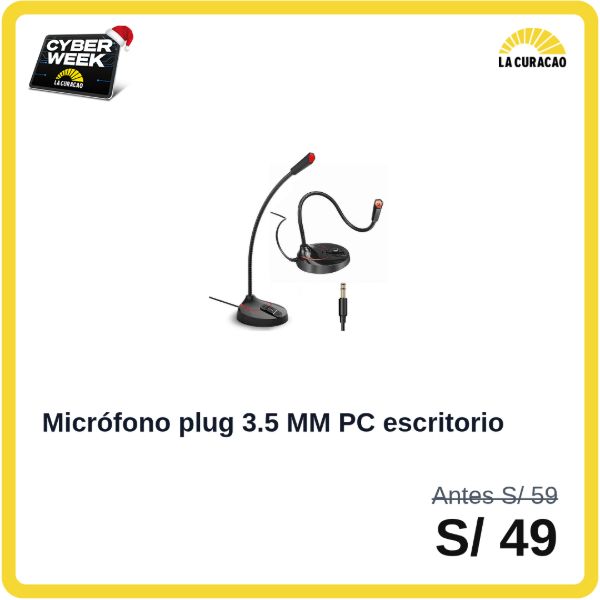 CYBER
WEEK
LA CURACAO
LA CURACAO
Micrófono plug 3.5 MM PC escritorio
Antes S/ 59
S/ 49